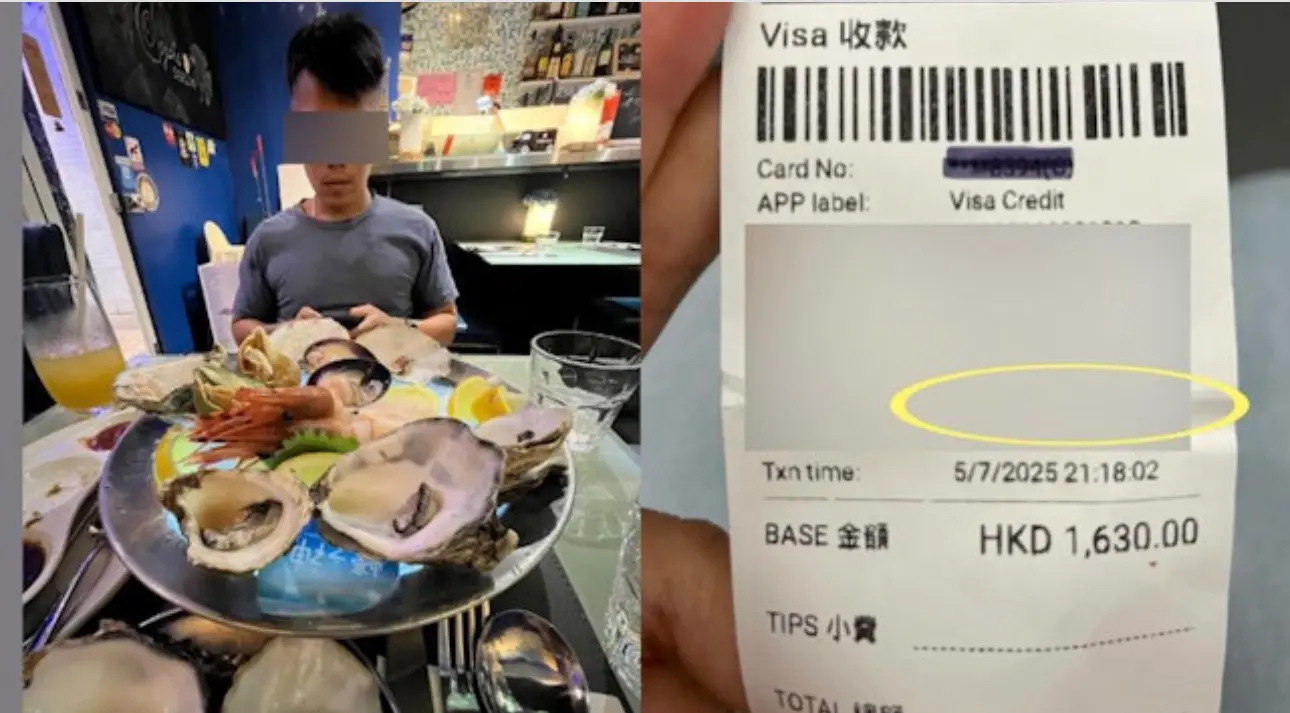 Visa 收款
Card No:
APP label: Visa Credit
Txn time: 5/7/2025 21:18:02
BASE 金額 HKD 1,630.00
TIPS 小費
TOTAL